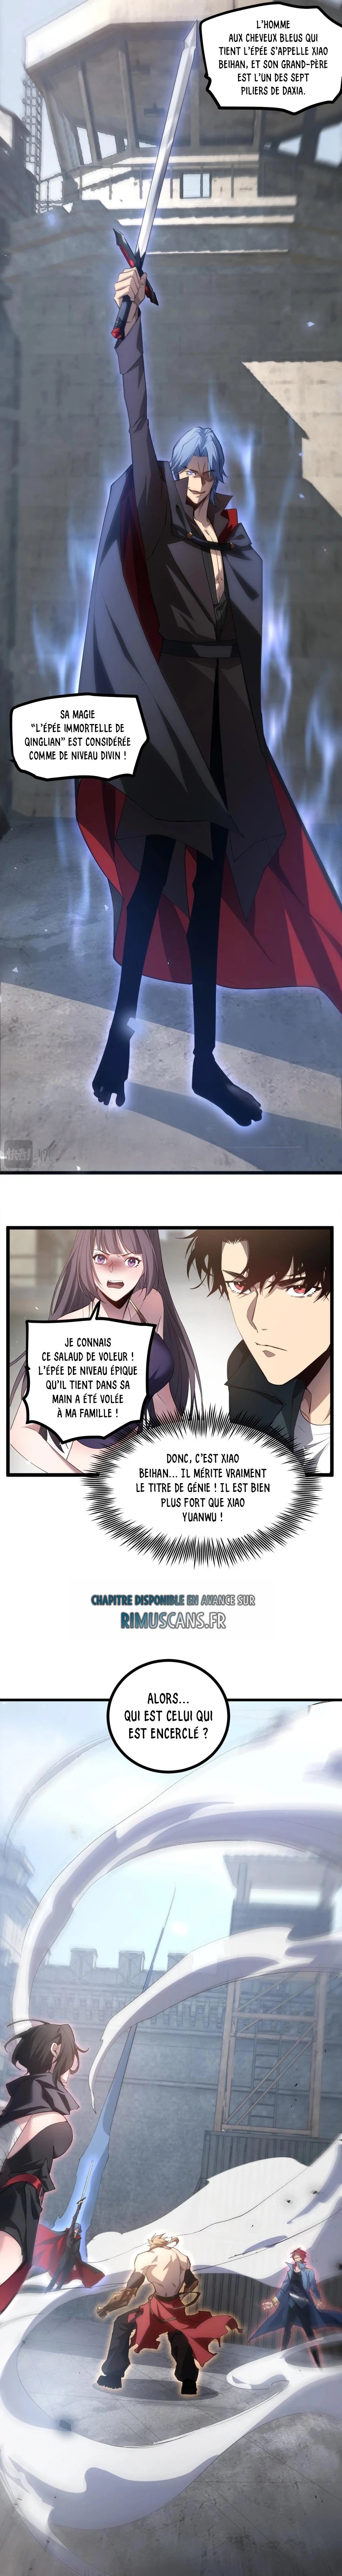 L'HOMME
AUX CHEVEUX BLEUS QUI
TIENT L'ÉPÉE S'APPELLE XIAO
BEIHAN, ET SON GRAND-PÈRE
EST L'UN DES SEPT
PILIERS DE DAXIA.
SA MAGIE
“L'ÉPÉE IMMORTELLE DE
QINGLIAN” EST CONSIDÉRÉE
COMME DE NIVEAU DIVIN !
JE CONNAIS
CE SALAUD DE VOLEUR !
L'ÉPÉE DE NIVEAU ÉPIQUE
QU'IL TIENT DANS SA
MAIN A ÉTÉ VOLÉE
À MA FAMILLE !
DONC, C'EST XIAO
BEIHAN... IL MÉRITE VRAIMENT
LE TITRE DE GÉNIE ! IL EST BIEN
PLUS FORT QUE XIAO
YUANWU !
CHAPITRE DISPONIBLE EN AVANCE SUR
RIMUSCANS.FR
ALORS...
QUI EST CELUI QUI
EST ENCERCLÉ ?